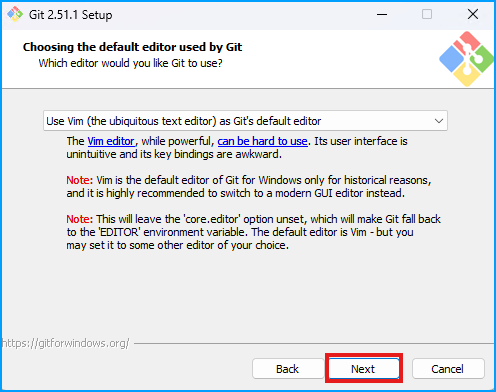 Git 2.51.1 Setup
Choosing the default editor used by Git
Which editor would you like Git to use?
Use Vim (the ubiquitous text editor) as Git's default editor
The Vim editor, while powerful, can be hard to use. Its user interface is
unintuitive and its key bindings are awkward.
Note: Vim is the default editor of Git for Windows only for historical reasons,
and it is highly recommended to switch to a modern GUI editor instead.
Note: This will leave the 'core.editor' option unset, which will make Git fall back
to the 'EDITOR' environment variable. The default editor is Vim - but you
may set it to some other editor of your choice.
https://gitforwindows.org/
Back
Next
Cancel